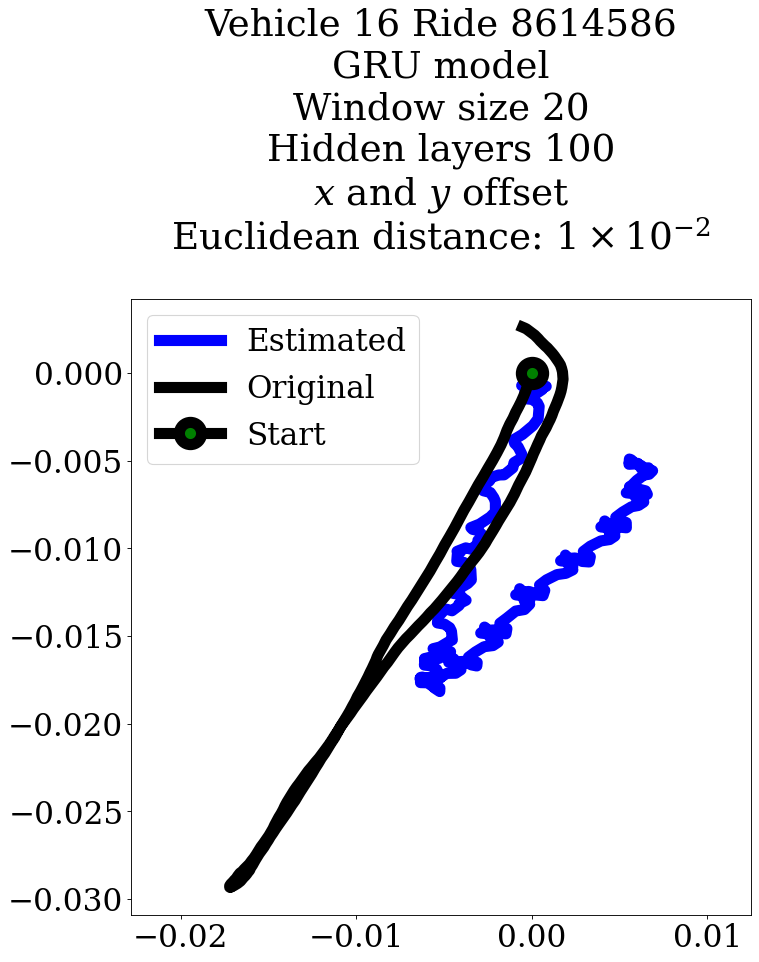 Vehicle 16 Ride 8614586
GRU model
Window size 20
Hidden layers 100
x and y offset
Euclidean distance: 1 × 10⁻²
Estimated
Original
Start
0.000
−0.005
−0.010
−0.015
−0.020
−0.025
−0.030
−0.02
−0.01
0.00
0.01